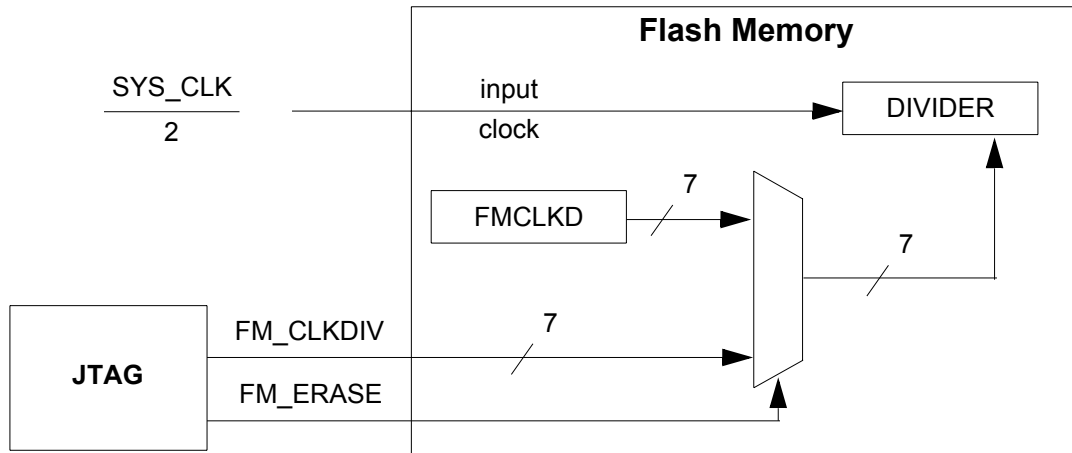 Flash Memory
SYS_CLK
2
input
clock
DIVIDER
7
FMCLKD
7
7
FM_CLKDIV
JTAG
FM_ERASE